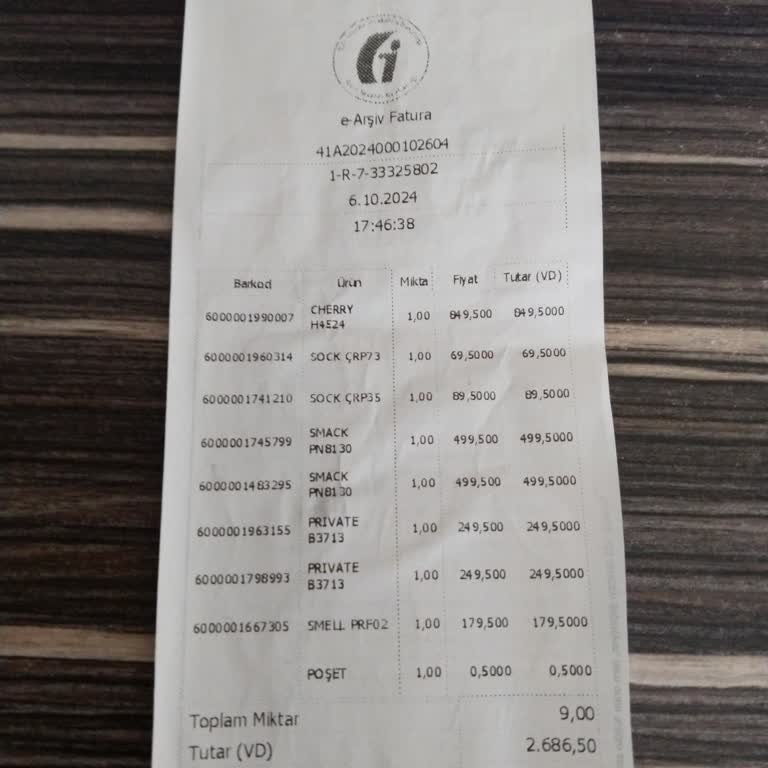 e-Arşiv Fatura
41A2024000102604
1-R-7-33325802
6.10.2024
17:46:38
Barkod Ürün Mikta Fiyat Tutar (VD)
6000001990007 CHERRY H4524 1,00 849,500 849,5000
6000001960314 SOCK ÇRP73 1,00 69,5000 69,5000
6000001741210 SOCK ÇRP35 1,00 89,5000 89,5000
6000001745799 SMACK PN8130 1,00 499,500 499,5000
6000001483295 SMACK PN8130 1,00 499,500 499,5000
6000001963155 PRIVATE B3713 1,00 249,500 249,5000
6000001798993 PRIVATE B3713 1,00 249,500 249,5000
6000001667305 SMELL PRF02 1,00 179,500 179,5000
POŞET 1,00 0,5000 0,5000
Toplam Miktar 9,00
Tutar (VD) 2.686,50